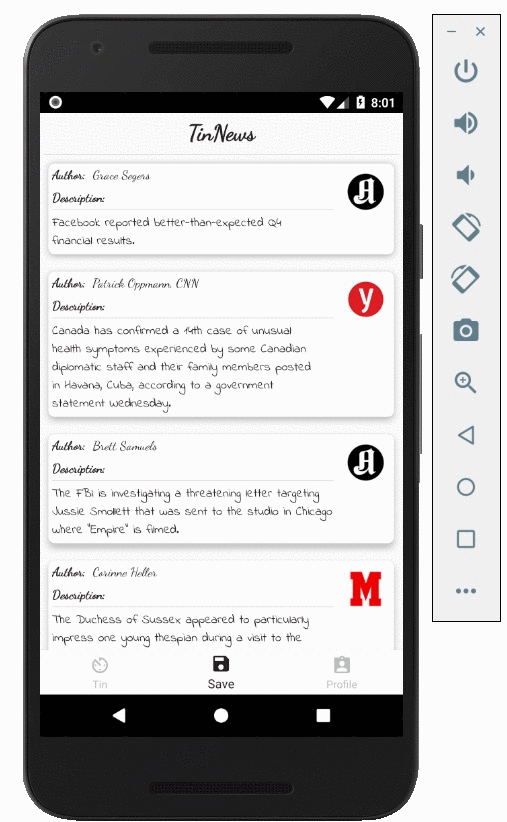 8:01
TinNews
Author: Grace Segers
Description:
Facebook reported better-than-expected Q4
financial results.
Author: Patrick Oppmann, CNN
Description:
Canada has confirmed a 14th case of unusual
health symptoms experienced by some Canadian
diplomatic staff and their family members posted
in Havana, Cuba, according to a government
statement Wednesday.
y
Author: Brett Samuels
Description:
The FBI is investigating a threatening letter targeting
Jussie Smollett that was sent to the studio in Chicago
where "Empire" is filmed.
Author: Corinne Heller
Description:
The Duchess of Sussex appeared to particularly
impress one young thespian during a visit to the
M
Tin
Save
Profile